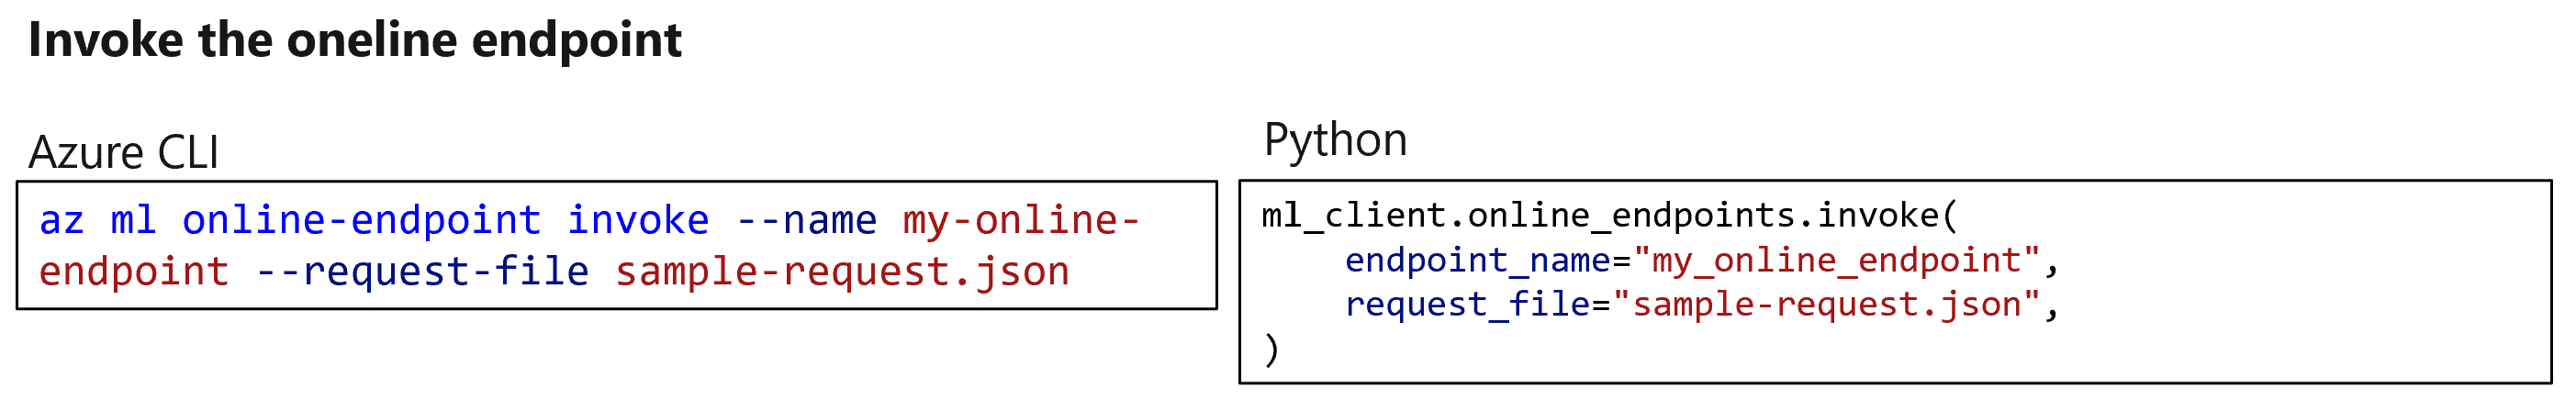 Invoke the oneline endpoint
Azure CLI
az ml online-endpoint invoke --name my-online-
endpoint --request-file sample-request.json
Python
ml_client.online_endpoints.invoke(
    endpoint_name="my_online_endpoint",
    request_file="sample-request.json",
)